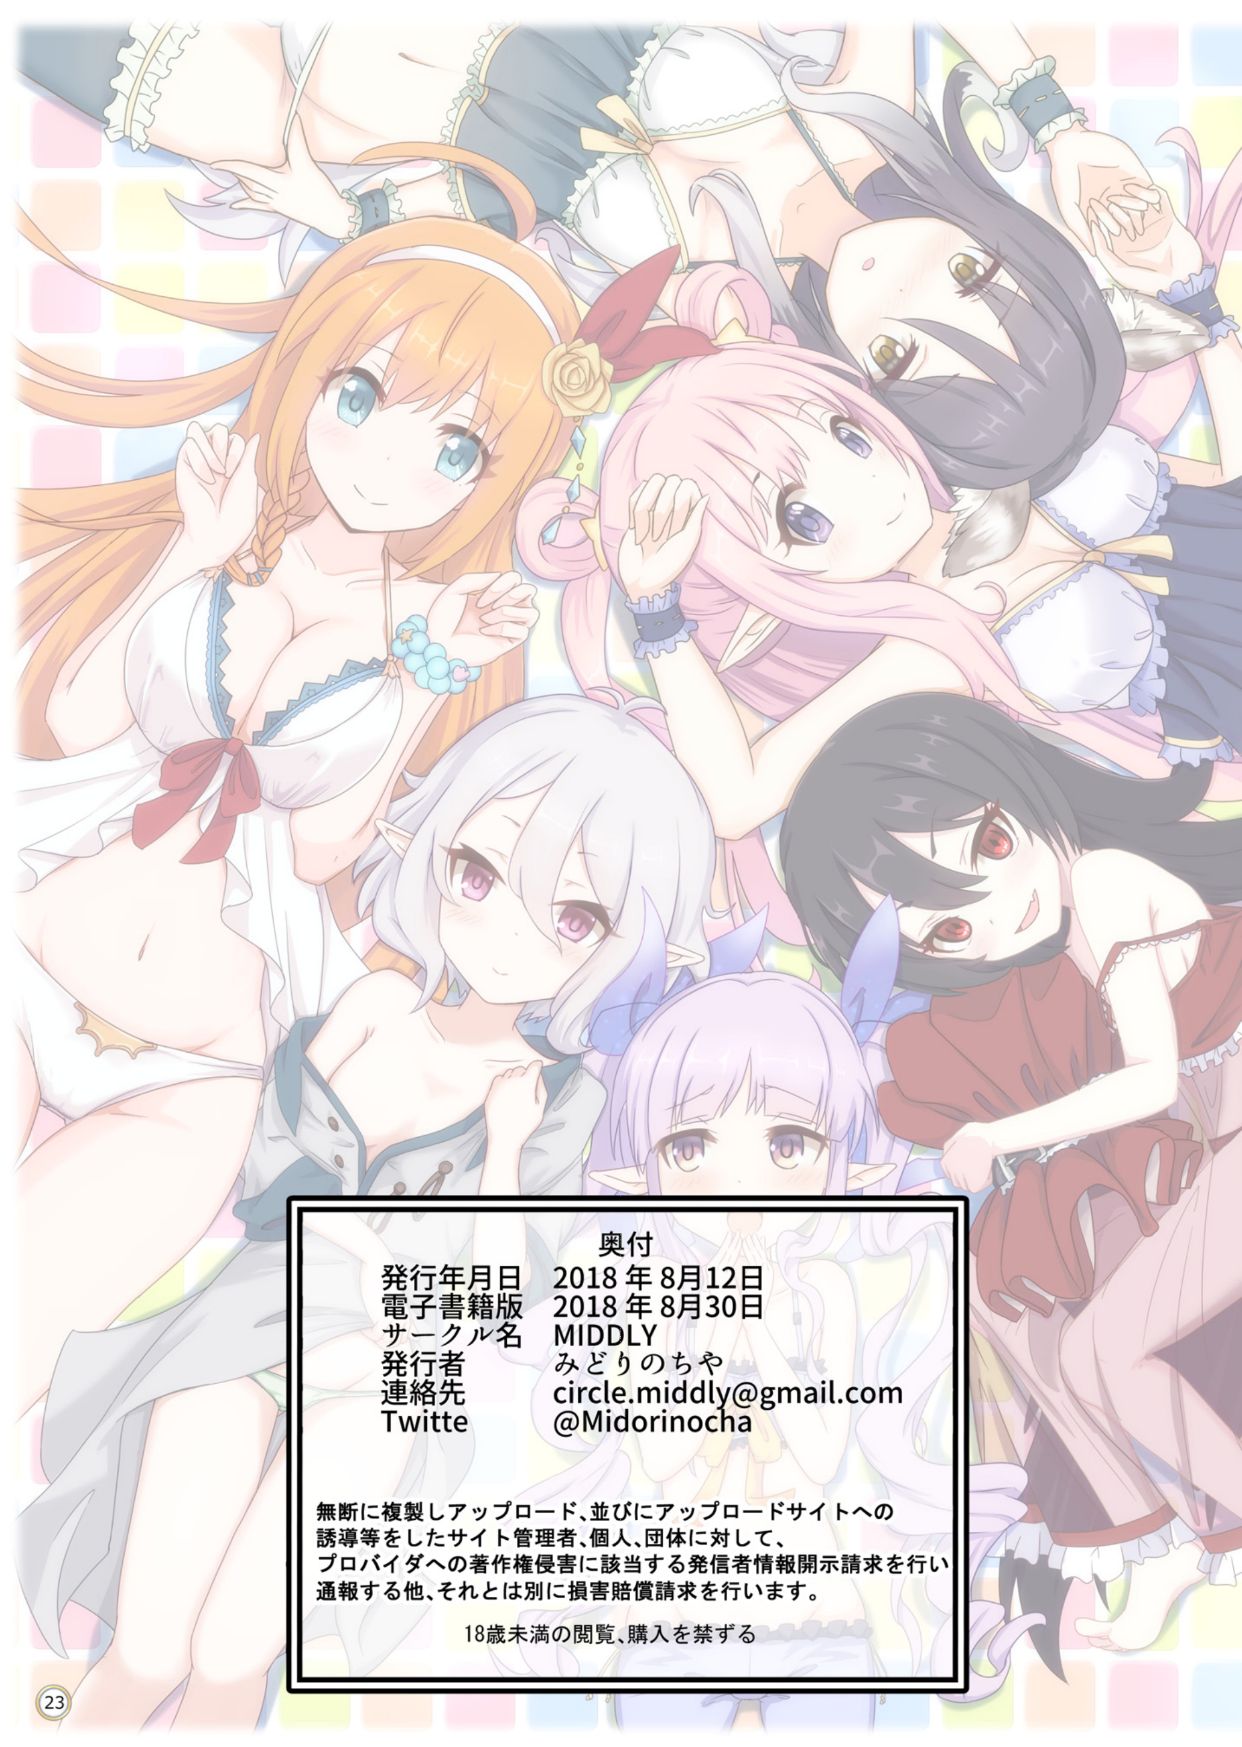 奥付
発行年月日 2018 年 8月12日
電子書籍版 2018 年 8月30日
サークル名 MIDDLY
発行者 みどりのちや
連絡先 circle.middly@gmail.com
Twitte @Midorinocha
無断に複製しアップロード、並びにアップロードサイトへの
誘導等をしたサイト管理者、個人、団体に対して、
プロバイダへの著作権侵害に該当する発信者情報開示請求を行い
通報する他、それとは別に損害賠償請求を行います。
18歳未満の閲覧、購入を禁ずる
23